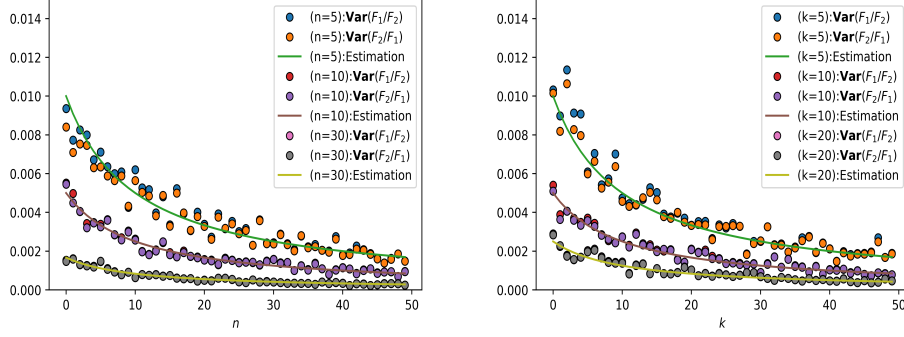 0.014
0.012
0.010
0.008
0.006
0.004
0.002
0.000
0
10
20
30
40
50
n
(n=5):Var(F1/F2)
(n=5):Var(F2/F1)
(n=5):Estimation
(n=10):Var(F1/F2)
(n=10):Var(F2/F1)
(n=10):Estimation
(n=30):Var(F1/F2)
(n=30):Var(F2/F1)
(n=30):Estimation
0.014
0.012
0.010
0.008
0.006
0.004
0.002
0.000
0
10
20
30
40
50
k
(k=5):Var(F1/F2)
(k=5):Var(F2/F1)
(k=5):Estimation
(k=10):Var(F1/F2)
(k=10):Var(F2/F1)
(k=10):Estimation
(k=20):Var(F1/F2)
(k=20):Var(F2/F1)
(k=20):Estimation